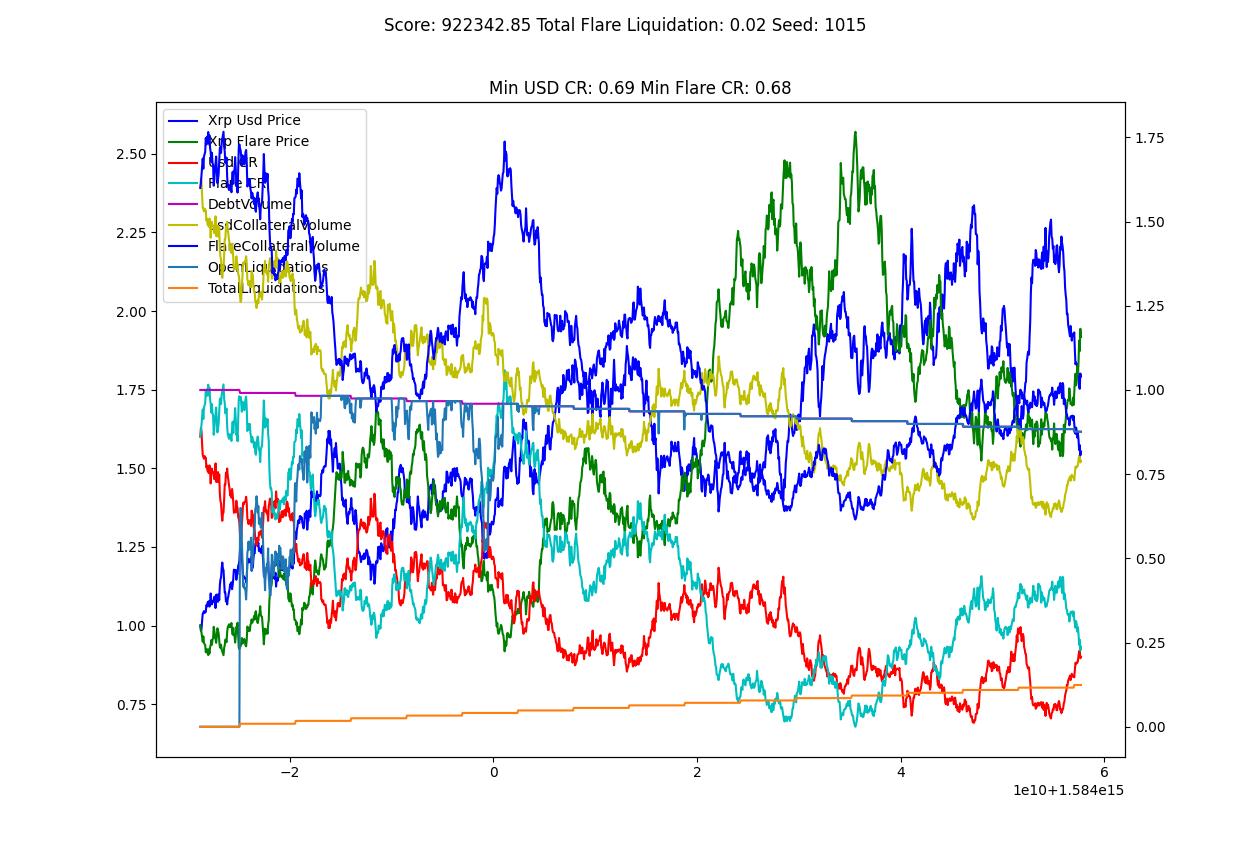 Score: 922342.85 Total Flare Liquidation: 0.02 Seed: 1015
Min USD CR: 0.69 Min Flare CR: 0.68
Xrp Usd Price
Xrp Flare Price
Usd CR
Flare CR
DebtVolume
UsdCollateralVolume
FlareCollateralVolume
OpenLiquidations
TotalLiquidations
2.50
2.25
2.00
1.75
1.50
1.25
1.00
0.75
1.75
1.50
1.25
1.00
0.75
0.50
0.25
0.00
−2 0 2 4 6
1e10+1.584e15